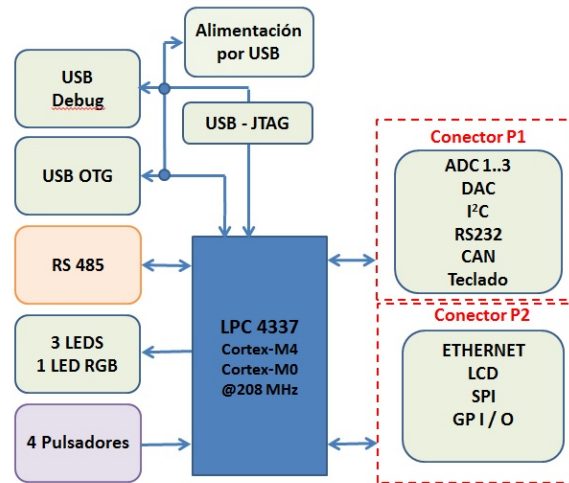 Alimentación
por USB
USB
Debug
USB - JTAG
USB OTG
RS 485
3 LEDS
1 LED RGB
4 Pulsadores
LPC 4337
Cortex-M4
Cortex-M0
@208 MHz
Conector P1
ADC 1..3
DAC
I²C
RS232
CAN
Teclado
Conector P2
ETHERNET
LCD
SPI
GP I / O